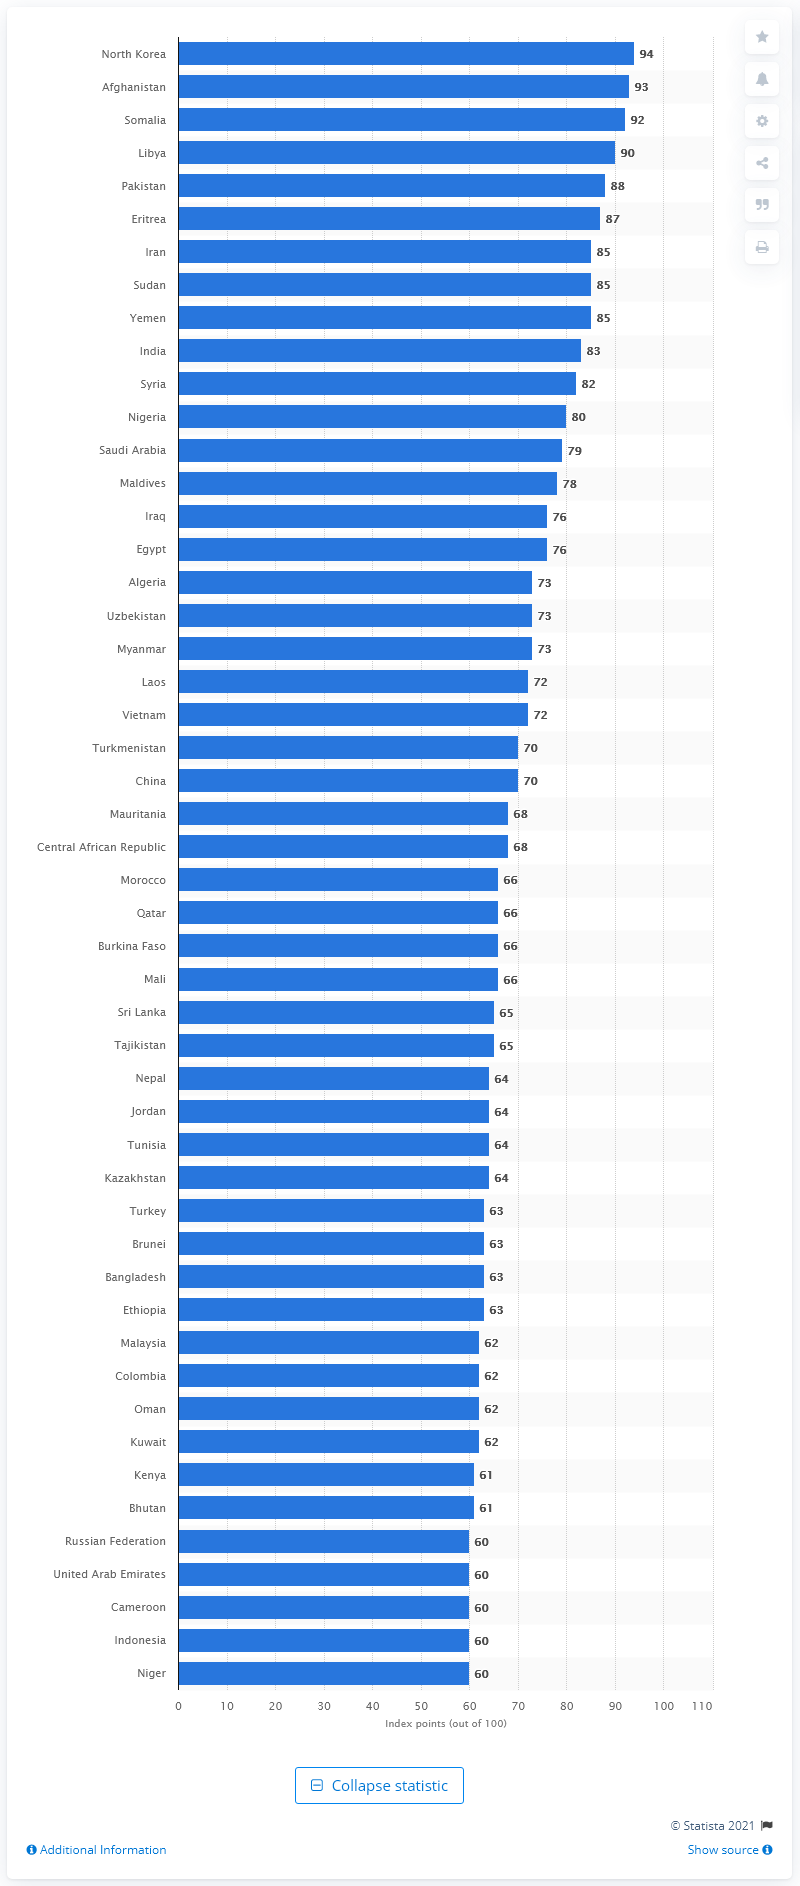 North Korea 94
Afghanistan 93
Somalia 92
Libya 90
Pakistan 88
Eritrea 87
Iran 85
Sudan 85
Yemen 85
India 83
Syria 82
Nigeria 80
Saudi Arabia 79
Maldives 78
Iraq 76
Egypt 76
Algeria 73
Uzbekistan 73
Myanmar 73
Laos 72
Vietnam 72
Turkmenistan 70
China 70
Mauritania 68
Central African Republic 68
Morocco 66
Qatar 66
Burkina Faso 66
Mali 66
Sri Lanka 65
Tajikistan 65
Nepal 64
Jordan 64
Tunisia 64
Kazakhstan 64
Turkey 63
Brunei 63
Bangladesh 63
Ethiopia 63
Malaysia 62
Colombia 62
Oman 62
Kuwait 62
Kenya 61
Bhutan 61
Russian Federation 60
United Arab Emirates 60
Cameroon 60
Indonesia 60
Niger 60
0 10 20 30 40 50 60 70 80 90 100 110
Index points (out of 100)
Collapse statistic
© Statista 2021
Additional Information Show source